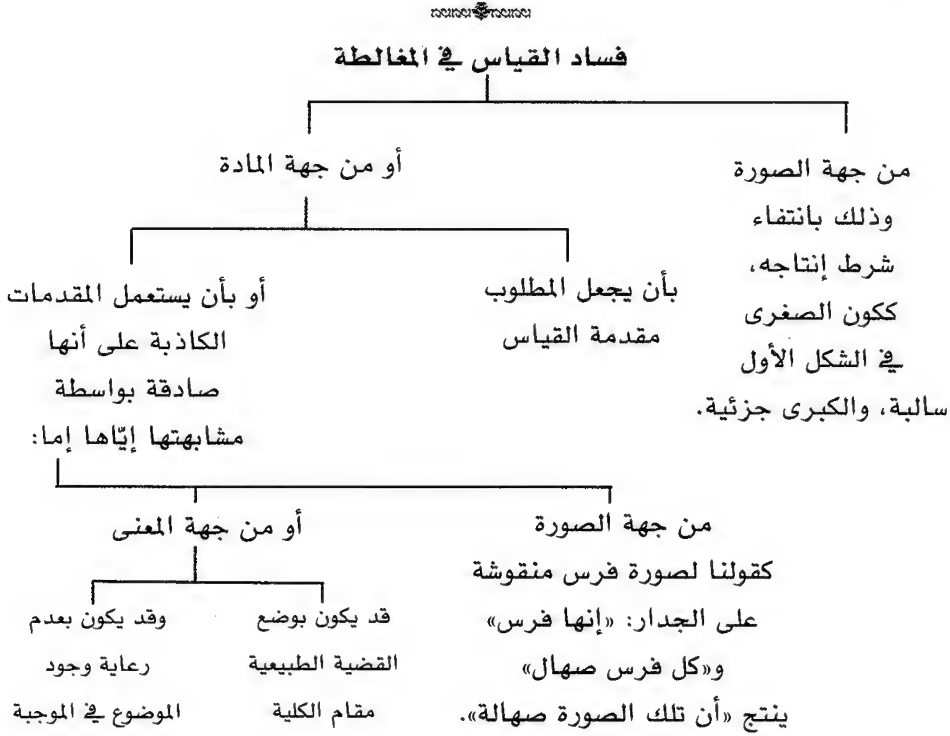 فساد القياس في المغالطة
من جهة الصورة
وذلك بانتفاء
شرط إنتاجه،
ككون الصغرى
في الشكل الأول
سالبة، والكبرى جزئية.
أو من جهة المادة
بأن يجعل المطلوب
مقدمة القياس
أو بأن يستعمل المقدمات
الكاذبة على أنها
صادقة بواسطة
مشابهتها إيّاها إما:
من جهة الصورة
كقولنا لصورة فرس منقوشة
على الجدار: «إنها فرس»
و«كل فرس صهال»
ينتج «أن تلك الصورة صهالة».
أو من جهة المعنى
قد يكون بوضع
القضية الطبيعية
مقام الكلية
وقد يكون بعدم
رعاية وجود
الموضوع في الموجبة